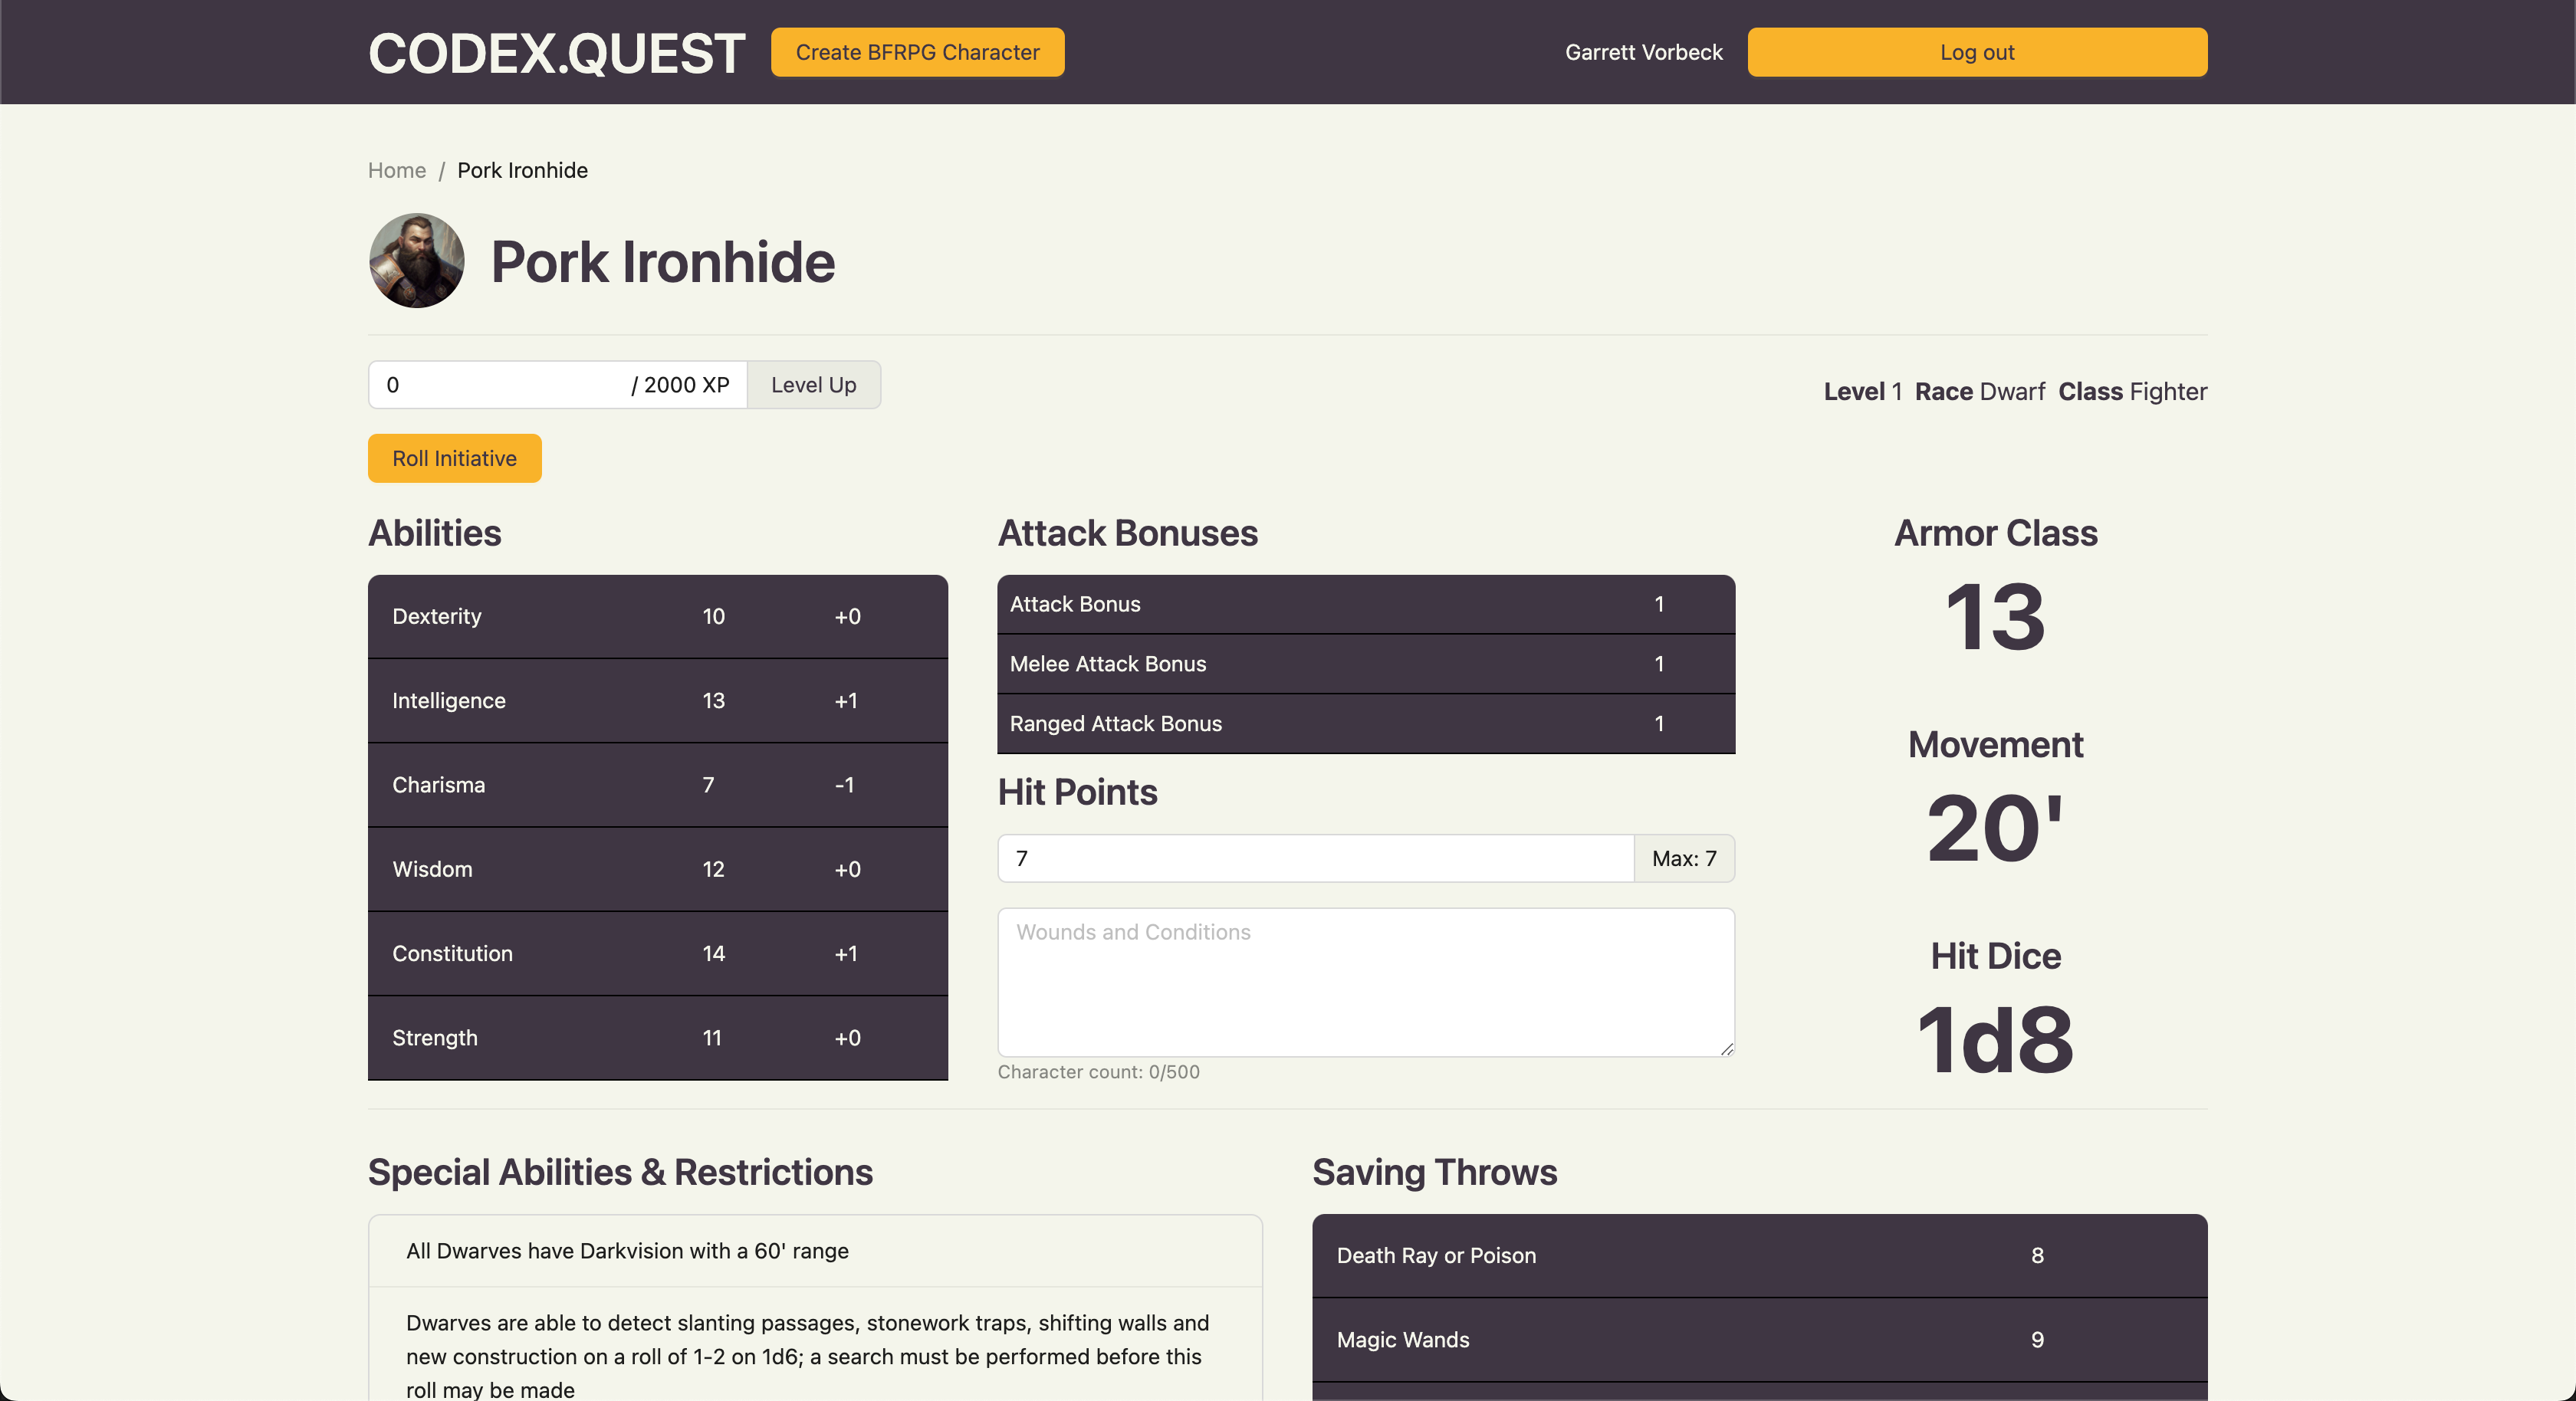 CODEX.QUEST
Create BFRPG Character
Garrett Vorbeck
Log out
Home / Pork Ironhide
Pork Ironhide
0 / 2000 XP
Level Up
Level 1 Race Dwarf Class Fighter
Roll Initiative
Abilities
Dexterity 10 +0
Intelligence 13 +1
Charisma 7 -1
Wisdom 12 +0
Constitution 14 +1
Strength 11 +0
Attack Bonuses
Attack Bonus 1
Melee Attack Bonus 1
Ranged Attack Bonus 1
Hit Points
7 Max: 7
Wounds and Conditions
Character count: 0/500
Armor Class
13
Movement
20'
Hit Dice
1d8
Special Abilities & Restrictions
All Dwarves have Darkvision with a 60' range
Dwarves are able to detect slanting passages, stonework traps, shifting walls and
new construction on a roll of 1-2 on 1d6; a search must be performed before this
roll may be made
Saving Throws
Death Ray or Poison 8
Magic Wands 9